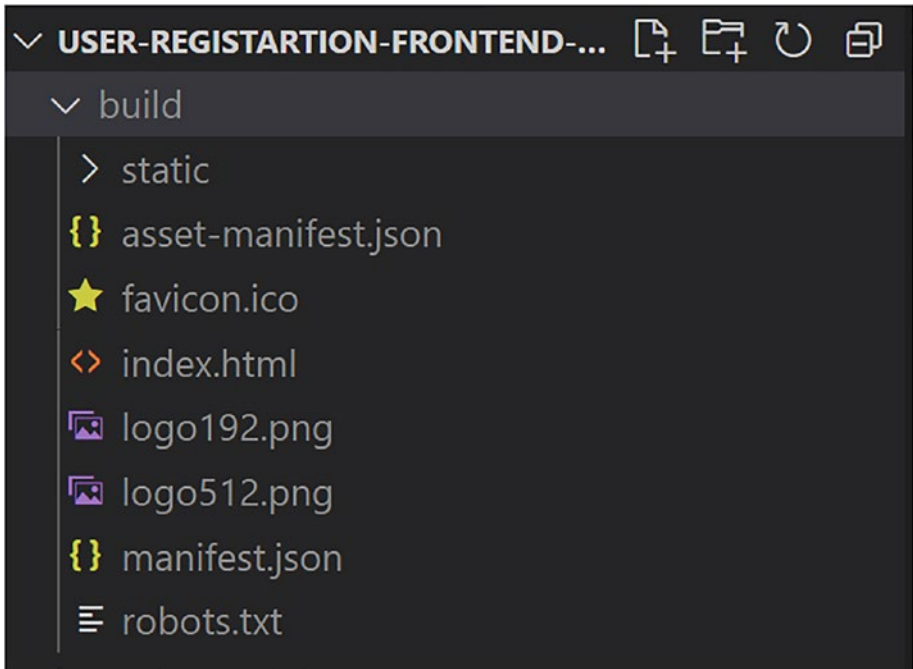 USER-REGISTARTION-FRONTEND-...
build
static
asset-manifest.json
favicon.ico
index.html
logo192.png
logo512.png
manifest.json
robots.txt